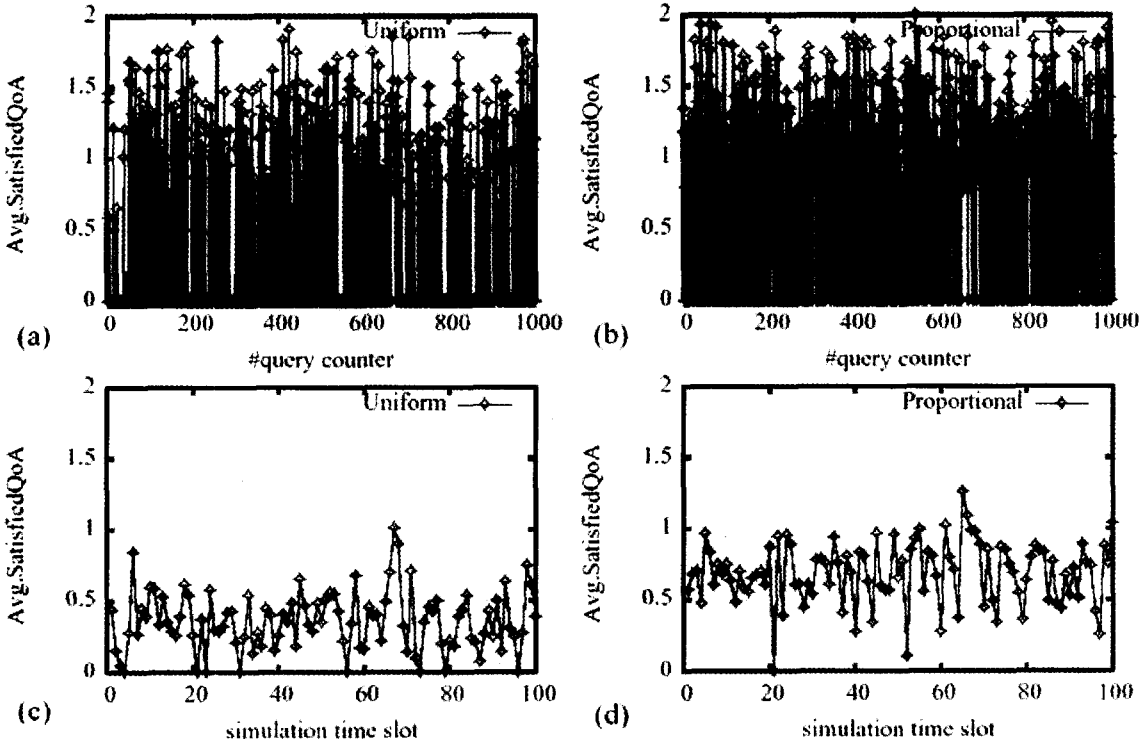 2
1.5
1
0.5
0
Avg.SatisfiedQoA
Uniform
0 200 400 600 800 1000
#query counter
(a)
2
1.5
1
0.5
0
Avg.SatisfiedQoA
Proportional
0 200 400 600 800 1000
#query counter
(b)
2
1.5
1
0.5
0
Avg.SatisfiedQoA
Uniform
0 20 40 60 80 100
simulation time slot
(c)
2
1.5
1
0.5
0
Avg.SatisfiedQoA
Proportional
0 20 40 60 80 100
simulation time slot
(d)